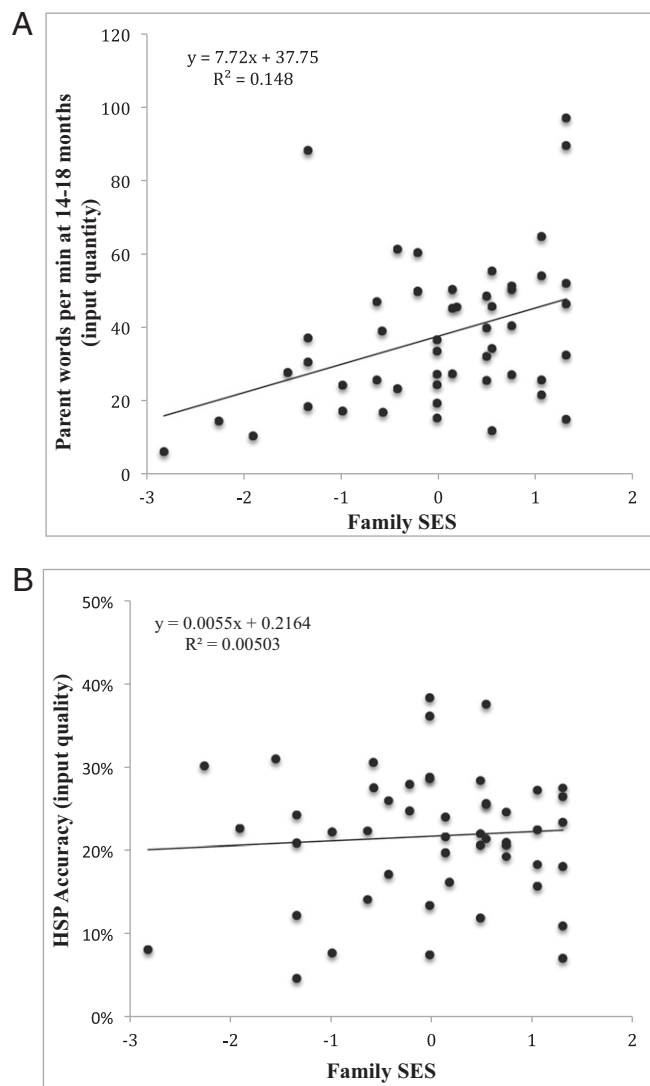 A
120
y = 7.72x + 37.75
R² = 0.148
100
80
60
40
20
0
Parent words per min at 14-18 months
(input quantity)
-3 -2 -1 0 1 2
Family SES
B
50%
y = 0.0055x + 0.2164
R² = 0.00503
40%
30%
20%
10%
0%
HSP Accuracy (input quality)
-3 -2 -1 0 1 2
Family SES